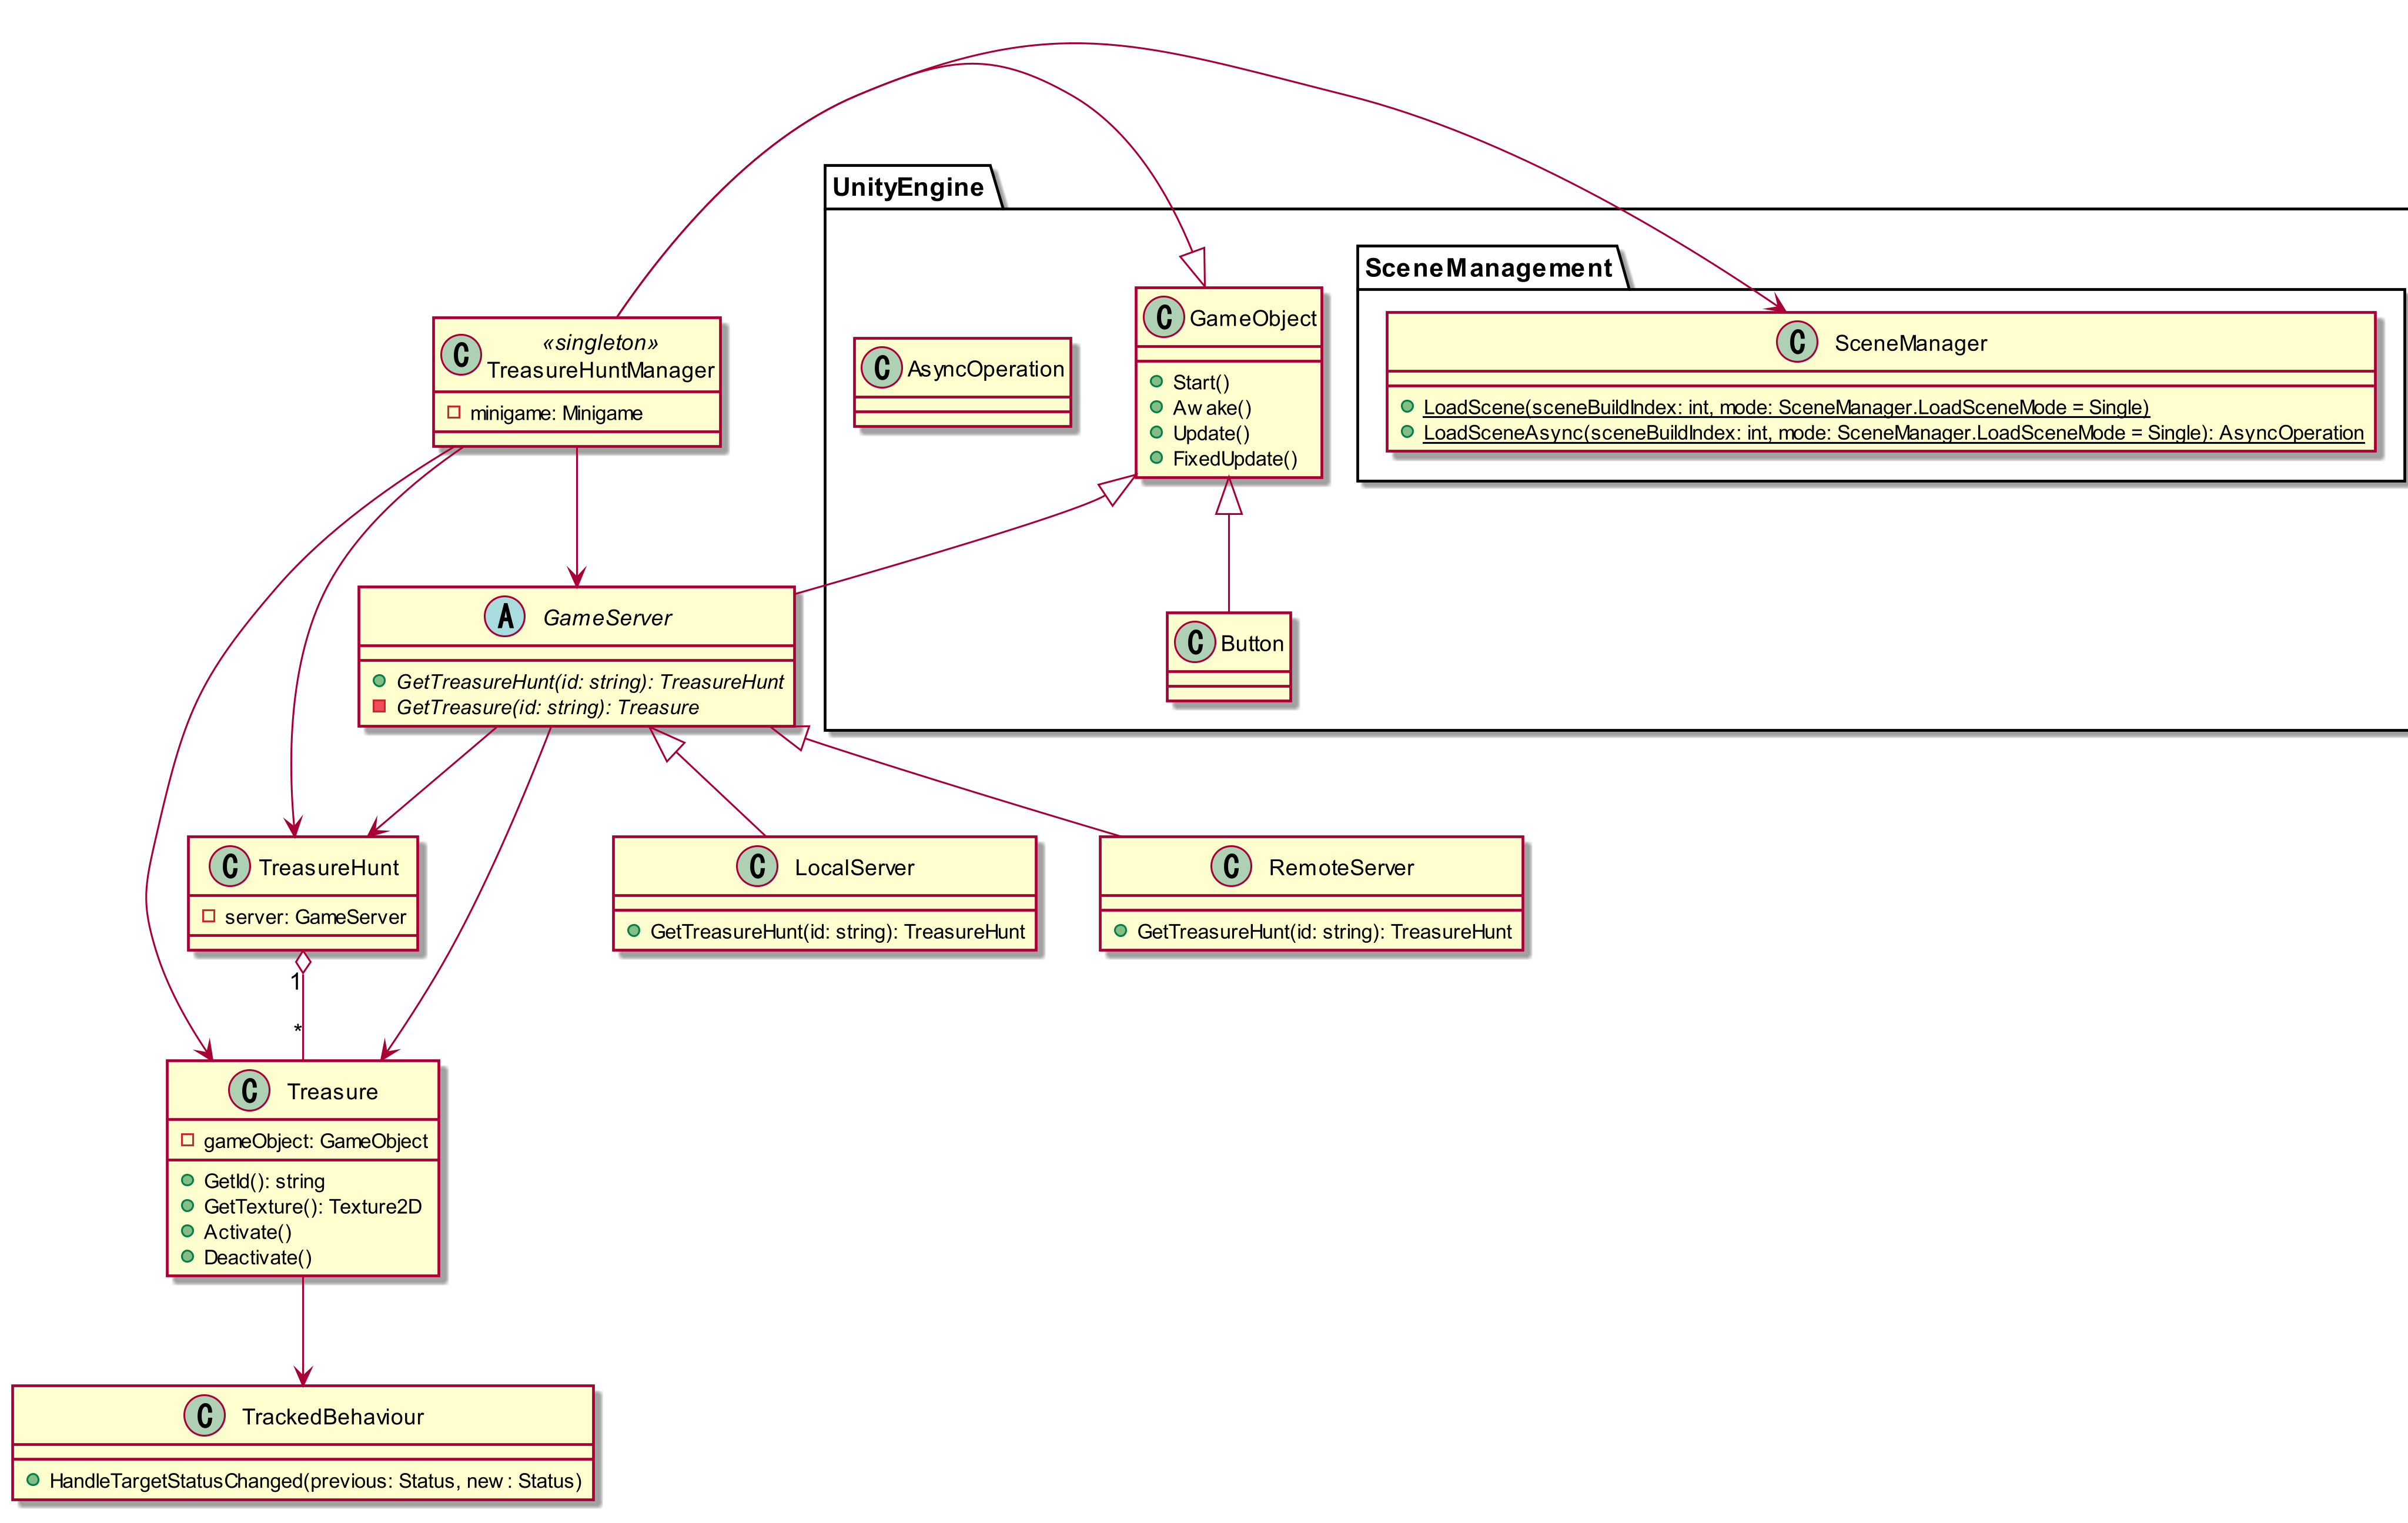 UnityEngine
SceneManagement
C GameObject
Start()
Awake()
Update()
FixedUpdate()
C AsyncOperation
C SceneManager
LoadScene(sceneBuildIndex: int, mode: SceneManager.LoadSceneMode = Single)
LoadSceneAsync(sceneBuildIndex: int, mode: SceneManager.LoadSceneMode = Single): AsyncOperation
C Button
«singleton»
C TreasureHuntManager
minigame: Minigame
A GameServer
GetTreasureHunt(id: string): TreasureHunt
GetTreasure(id: string): Treasure
C TreasureHunt
server: GameServer
C LocalServer
GetTreasureHunt(id: string): TreasureHunt
C RemoteServer
GetTreasureHunt(id: string): TreasureHunt
1
*
C Treasure
gameObject: GameObject
GetId(): string
GetTexture(): Texture2D
Activate()
Deactivate()
C TrackedBehaviour
HandleTargetStatusChanged(previous: Status, new: Status)